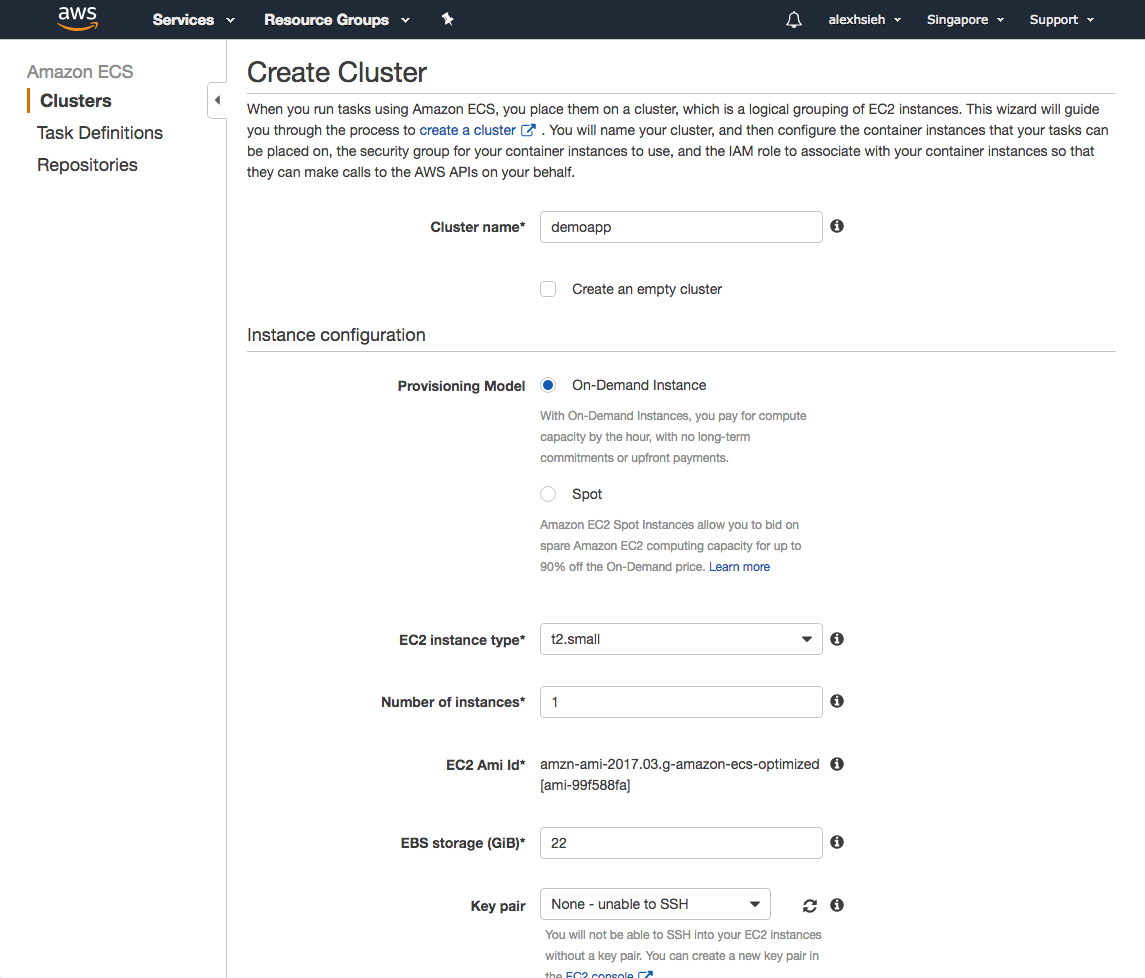 aws Services Resource Groups alexhsieh Singapore Support
Amazon ECS
Clusters
Task Definitions
Repositories
Create Cluster
When you run tasks using Amazon ECS, you place them on a cluster, which is a logical grouping of EC2 instances. This wizard will guide
you through the process to create a cluster . You will name your cluster, and then configure the container instances that your tasks can
be placed on, the security group for your container instances to use, and the IAM role to associate with your container instances so that
they can make calls to the AWS APIs on your behalf.
Cluster name* demoapp
Create an empty cluster
Instance configuration
Provisioning Model On-Demand Instance
With On-Demand Instances, you pay for compute
capacity by the hour, with no long-term
commitments or upfront payments.
Spot
Amazon EC2 Spot Instances allow you to bid on
spare Amazon EC2 computing capacity for up to
90% off the On-Demand price. Learn more
EC2 instance type* t2.small
Number of instances* 1
EC2 Ami Id* amzn-ami-2017.03.g-amazon-ecs-optimized
[ami-99f588fa]
EBS storage (GiB)* 22
Key pair None - unable to SSH
You will not be able to SSH into your EC2 instances
without a key pair. You can create a new key pair in
the EC2 console